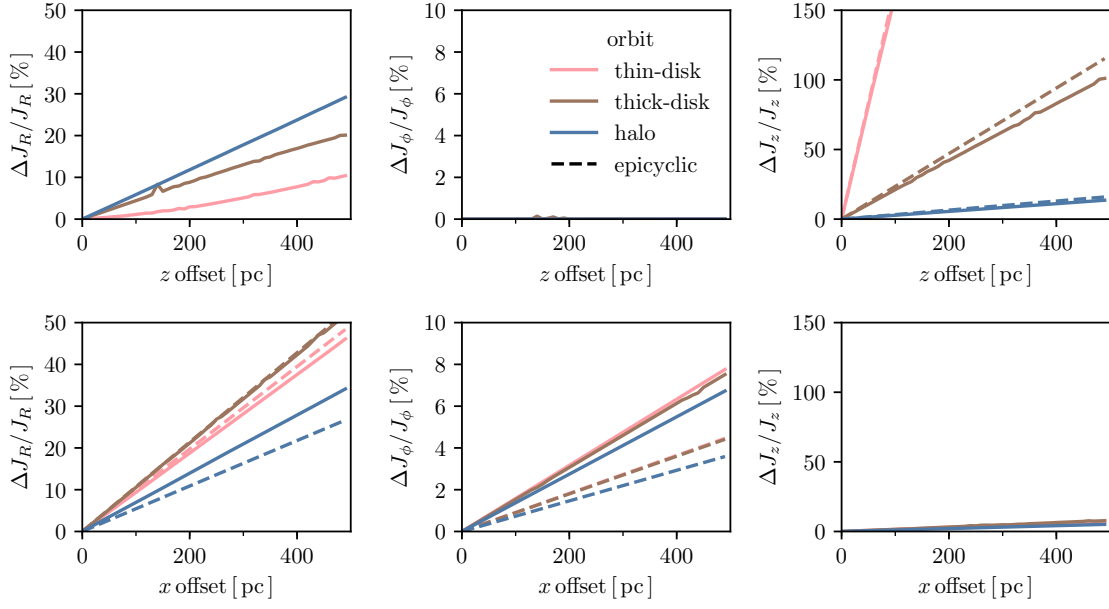 50
40
30
20
10
0
ΔJ_R/J_R [%]
0 200 400
z offset [pc]
10
8
6
4
2
0
ΔJ_ϕ/J_ϕ [%]
orbit
thin-disk
thick-disk
halo
epicyclic
0 200 400
z offset [pc]
150
100
50
0
ΔJ_z/J_z [%]
0 200 400
z offset [pc]
50
40
30
20
10
0
ΔJ_R/J_R [%]
0 200 400
x offset [pc]
10
8
6
4
2
0
ΔJ_ϕ/J_ϕ [%]
0 200 400
x offset [pc]
150
100
50
0
ΔJ_z/J_z [%]
0 200 400
x offset [pc]